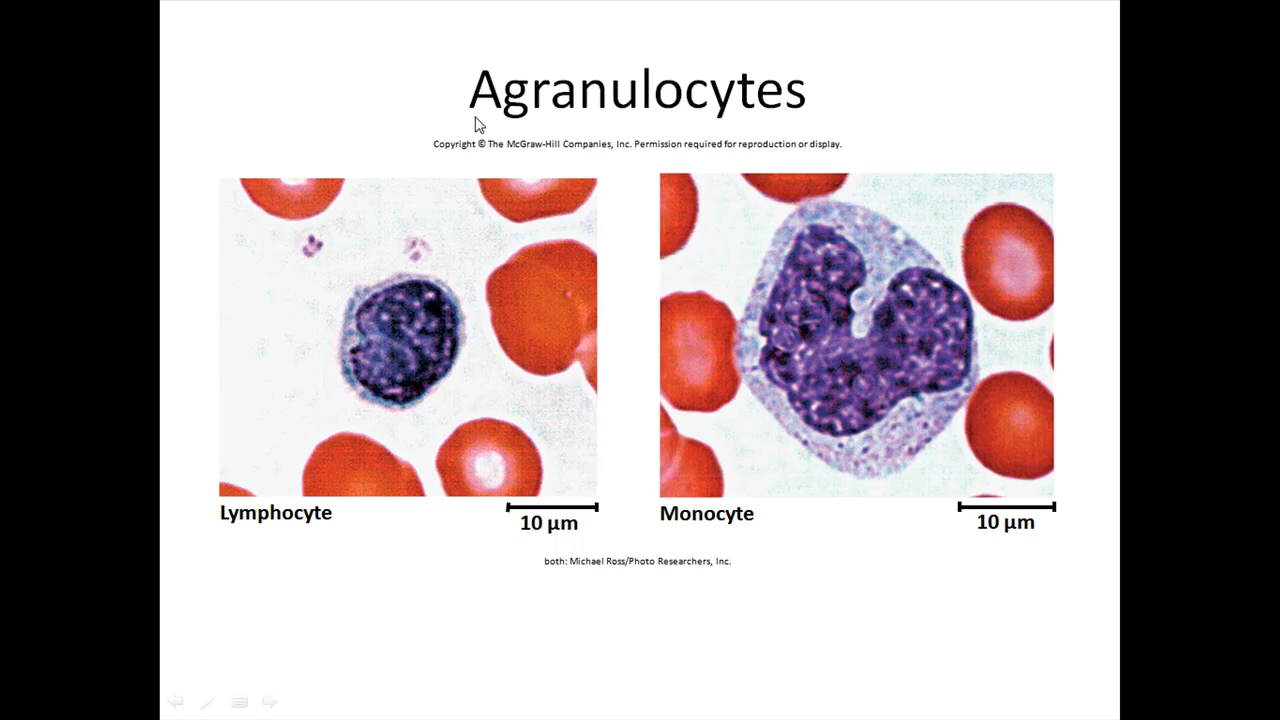 Agranulocytes
Copyright © The McGraw-Hill Companies, Inc. Permission required for reproduction or display.
Lymphocyte
10 µm
Monocyte
10 µm
both: Michael Ross/Photo Researchers, Inc.